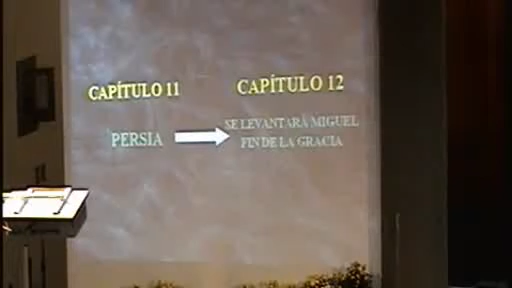 CAPÍTULO 11
CAPÍTULO 12
PERSIA
SE LEVANTARÁ MIGUEL
FIN DE LA GRACIA